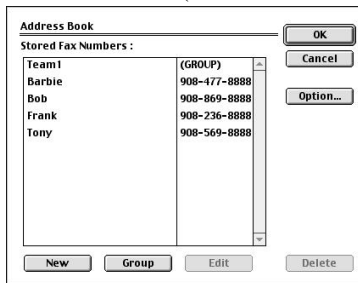 Address Book
OK
Stored Fax Numbers :
Cancel
Team1 (GROUP)
Barbie 908-477-8888
Bob 908-869-8888
Option...
Frank 908-236-8888
Tony 908-569-8888
New Group Edit Delete